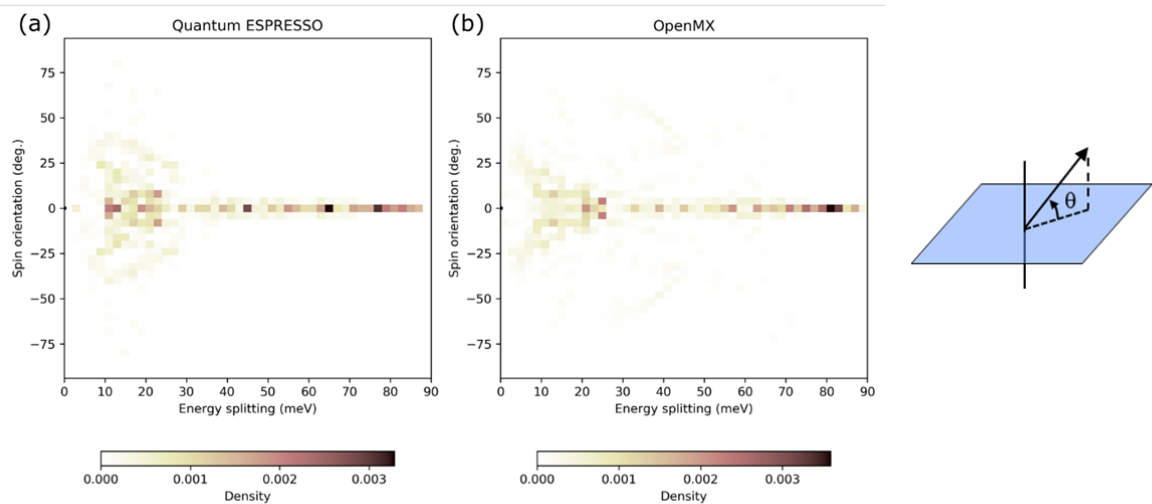 (a) Quantum ESPRESSO
75
50
25
0
−25
−50
−75
Spin orientation (deg.)
0 10 20 30 40 50 60 70 80 90
Energy splitting (meV)
0.000 0.001 0.002 0.003
Density
(b) OpenMX
75
50
25
0
−25
−50
−75
Spin orientation (deg.)
0 10 20 30 40 50 60 70 80 90
Energy splitting (meV)
0.000 0.001 0.002 0.003
Density
θ